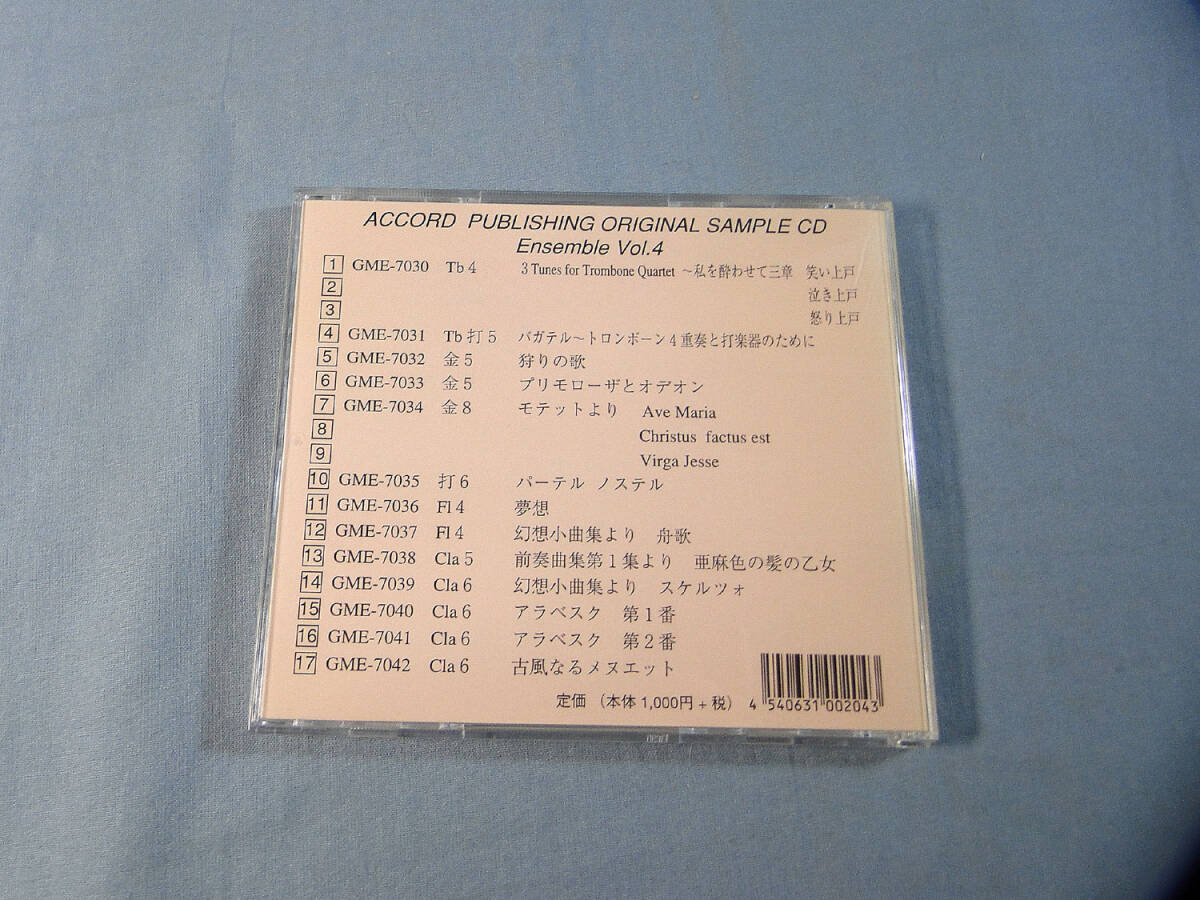 ACCORD PUBLISHING ORIGINAL SAMPLE CD
Ensemble Vol.4
1 GME-7030 Tb 4 3 Tunes for Trombone Quartet ～私を酔わせて三章 笑い上戸
2 泣き上戸
3 怒り上戸
4 GME-7031 Tb 打 5 バガテル～トロンボーン4重奏と打楽器のために
5 GME-7032 金 5 狩りの歌
6 GME-7033 金 5 プリモローザとオデオン
7 GME-7034 金 8 モテットより Ave Maria
8 Christus factus est
9 Virga Jesse
10 GME-7035 打 6 パーテル ノステル
11 GME-7036 Fl 4 夢想
12 GME-7037 Fl 4 幻想小曲集より 舟歌
13 GME-7038 Cla 5 前奏曲集第1集より 亜麻色の髪の乙女
14 GME-7039 Cla 6 幻想小曲集より スケルツォ
15 GME-7040 Cla 6 アラベスク 第1番
16 GME-7041 Cla 6 アラベスク 第2番
17 GME-7042 Cla 6 古風なるメヌエット
定価 (本体 1,000円＋税) 4 540631 002043